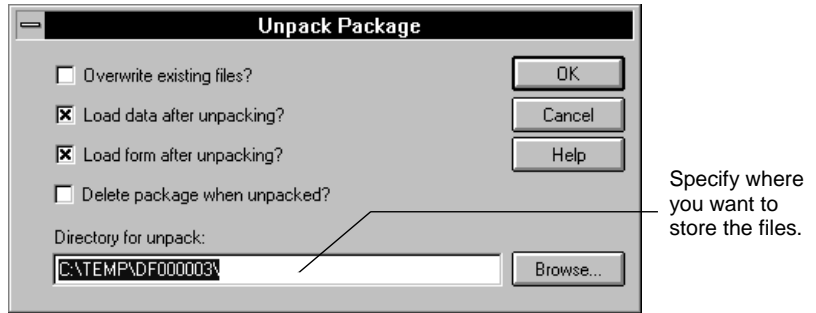 Unpack Package
Overwrite existing files?
OK
Load data after unpacking?
Cancel
Load form after unpacking?
Help
Delete package when unpacked?
Specify where
you want to
store the files.
Directory for unpack:
C:\TEMP\DF000003\
Browse...